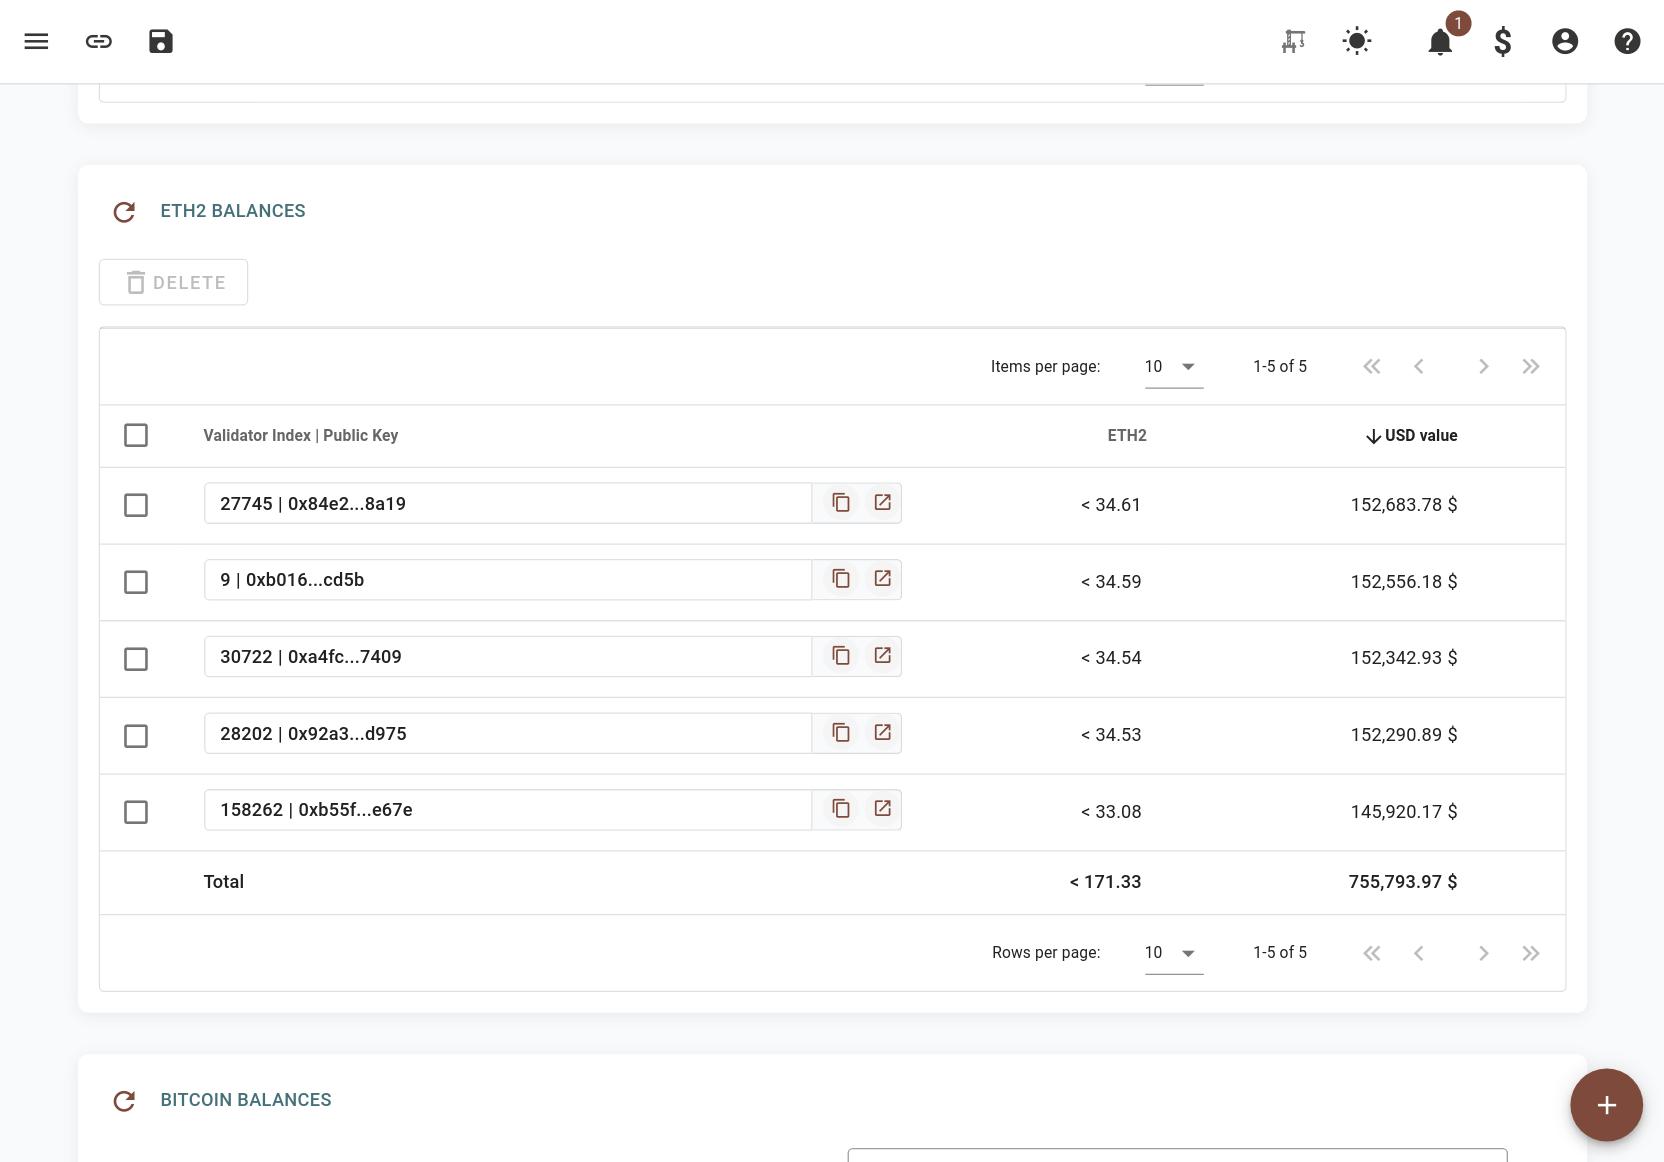 1
ETH2 BALANCES
DELETE
Items per page: 10 1-5 of 5
Validator Index | Public Key ETH2 USD value
27745 | 0x84e2...8a19 < 34.61 152,683.78 $
9 | 0xb016...cd5b < 34.59 152,556.18 $
30722 | 0xa4fc...7409 < 34.54 152,342.93 $
28202 | 0x92a3...d975 < 34.53 152,290.89 $
158262 | 0xb55f...e67e < 33.08 145,920.17 $
Total < 171.33 755,793.97 $
Rows per page: 10 1-5 of 5
BITCOIN BALANCES